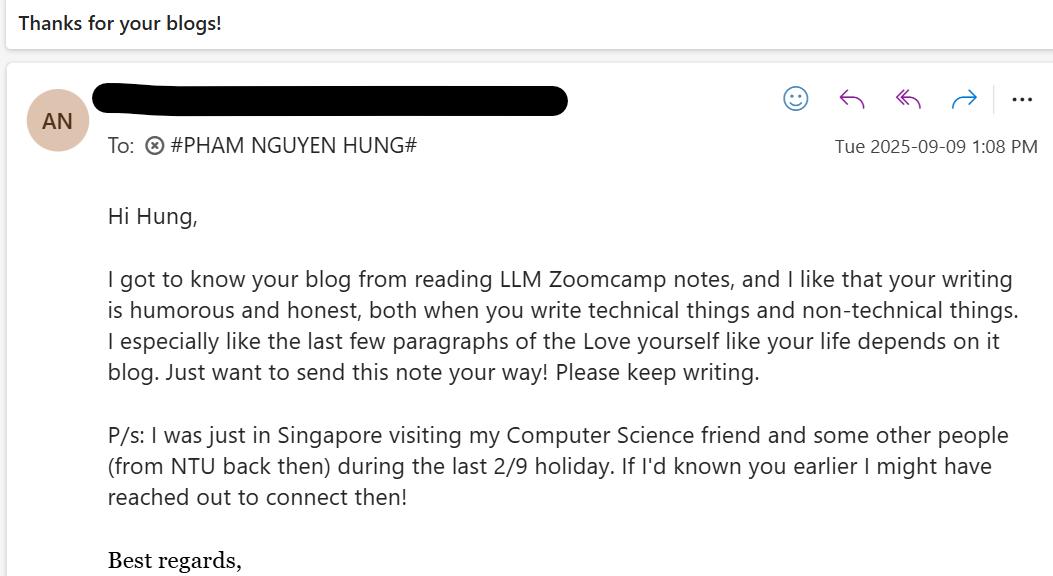 Thanks for your blogs!
AN
To: #PHAM NGUYEN HUNG#
Tue 2025-09-09 1:08 PM
Hi Hung,
I got to know your blog from reading LLM Zoomcamp notes, and I like that your writing
is humorous and honest, both when you write technical things and non-technical things.
I especially like the last few paragraphs of the Love yourself like your life depends on it
blog. Just want to send this note your way! Please keep writing.
P/s: I was just in Singapore visiting my Computer Science friend and some other people
(from NTU back then) during the last 2/9 holiday. If I'd known you earlier I might have
reached out to connect then!
Best regards,